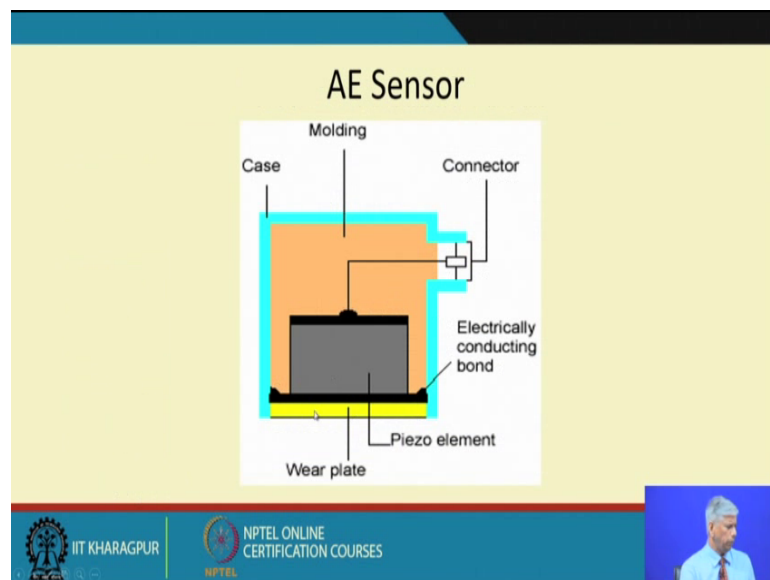 AE Sensor
Molding
Case
Connector
Electrically
conducting
bond
Piezo element
Wear plate
IIT KHARAGPUR
NPTEL
NPTEL ONLINE
CERTIFICATION COURSES